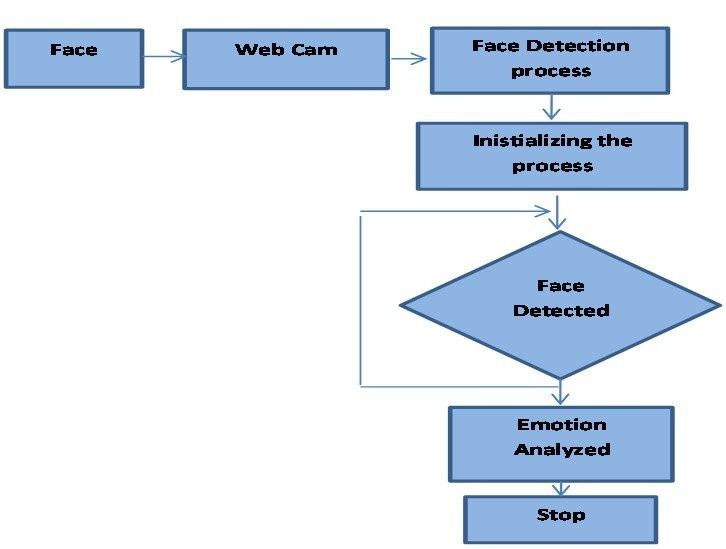 Face
Web Cam
Face Detection
process
Inistializing the
process
Face
Detected
Emotion
Analyzed
Stop